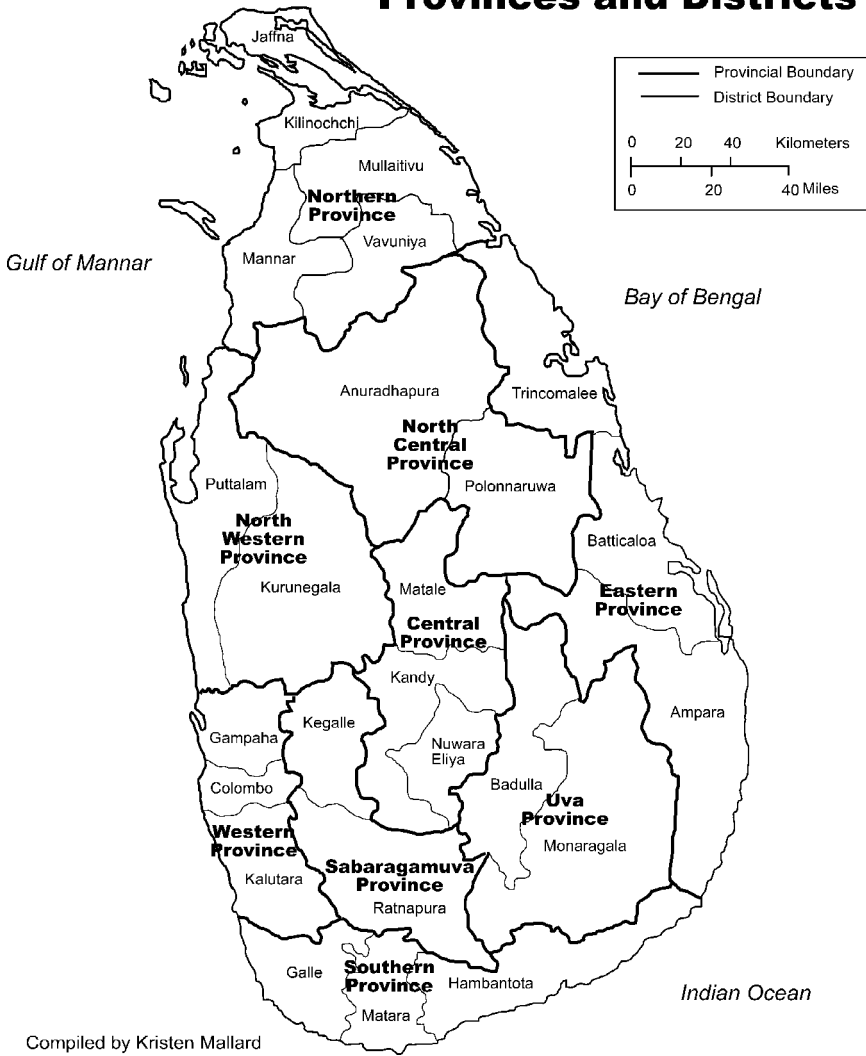 Provinces and Districts
Jaffna
Provincial Boundary
District Boundary
0 20 40 Kilometers
0 20 40 Miles
Kilinochchi
Mullaitivu
Northern
Province
Vavuniya
Mannar
Gulf of Mannar
Bay of Bengal
Anuradhapura
Trincomalee
North
Central
Province
Polonnaruwa
Puttalam
North
Western
Province
Kurunegala
Batticaloa
Matale
Eastern
Province
Central
Province
Kandy
Ampara
Kegalle
Gampaha
Nuwara
Eliya
Colombo
Badulla
Uva
Province
Monaragala
Western
Province
Kalutara
Sabaragamuva
Province
Ratnapura
Galle
Southern
Province
Hambantota
Matara
Indian Ocean
Compiled by Kristen Mallard